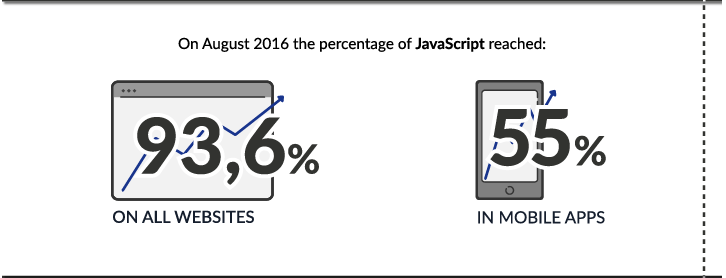 On August 2016 the percentage of JavaScript reached:
93,6%
55%
ON ALL WEBSITES
IN MOBILE APPS